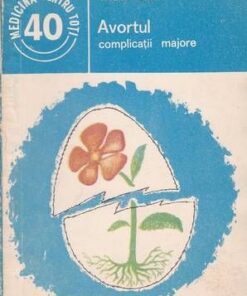 MEDICINA PENTRU TOȚI
40
Avortul
complicații majore